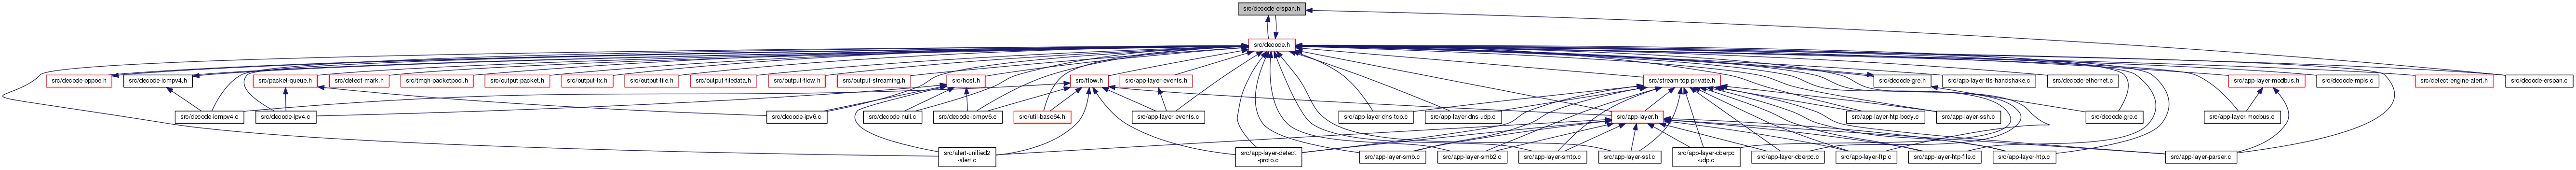 src/decode-erspan.h
src/decode.h
src/decode-pppoe.h
src/decode-icmpv4.h
src/packet-queue.h
src/detect-mark.h
src/tmqh-packetpool.h
src/output-packet.h
src/output-tx.h
src/output-file.h
src/output-filedata.h
src/output-flow.h
src/output-streaming.h
src/host.h
src/flow.h
src/app-layer-events.h
src/stream-tcp-private.h
src/decode-gre.h
src/app-layer-tls-handshake.c
src/decode-ethernet.c
src/app-layer-modbus.h
src/decode-mpls.c
src/detect-engine-alert.h
src/decode-erspan.c
src/decode-icmpv4.c
src/decode-ipv4.c
src/decode-ipv6.c
src/decode-null.c
src/decode-icmpv6.c
src/util-base64.h
src/app-layer-events.c
src/app-layer-dns-tcp.c
src/app-layer-dns-udp.c
src/app-layer.h
src/app-layer-htp-body.c
src/app-layer-ssh.c
src/decode-gre.c
src/app-layer-modbus.c
src/alert-unified2
-alert.c
src/app-layer-detect
-proto.c
src/app-layer-smb.c
src/app-layer-smb2.c
src/app-layer-smtp.c
src/app-layer-ssl.c
src/app-layer-dcerpc
-udp.c
src/app-layer-dcerpc.c
src/app-layer-ftp.c
src/app-layer-htp-file.c
src/app-layer-htp.c
src/app-layer-parser.c